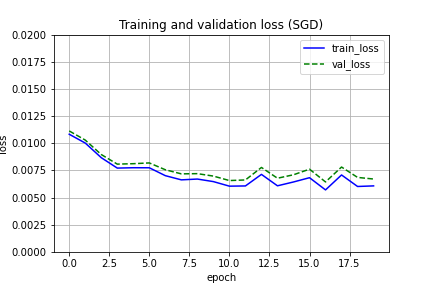 Training and validation loss (SGD)
train_loss
val_loss
0.0200
0.0175
0.0150
0.0125
0.0100
0.0075
0.0050
0.0025
0.0000
loss
0.0 2.5 5.0 7.5 10.0 12.5 15.0 17.5
epoch